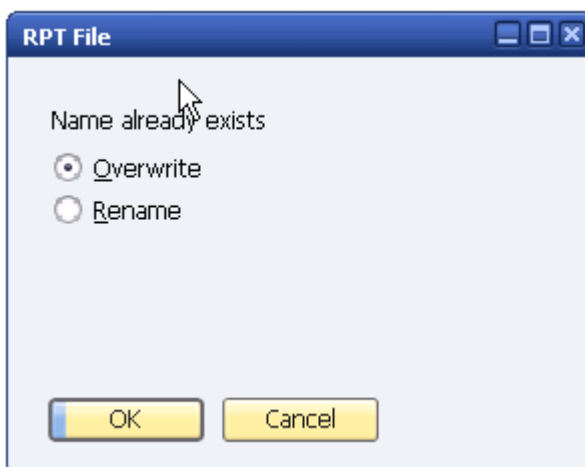 RPT File
Name already exists
Overwrite
Rename
OK
Cancel